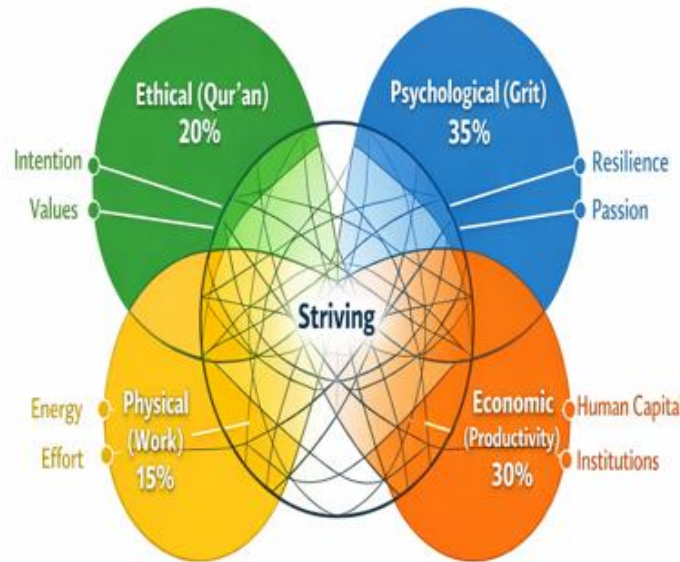 Ethical (Qur'an)
20%
Psychological (Grit)
35%
Intention
Values
Resilience
Passion
Striving
Energy
Effort
Physical
(Work)
15%
Economic
(Productivity)
30%
Human Capital
Institutions